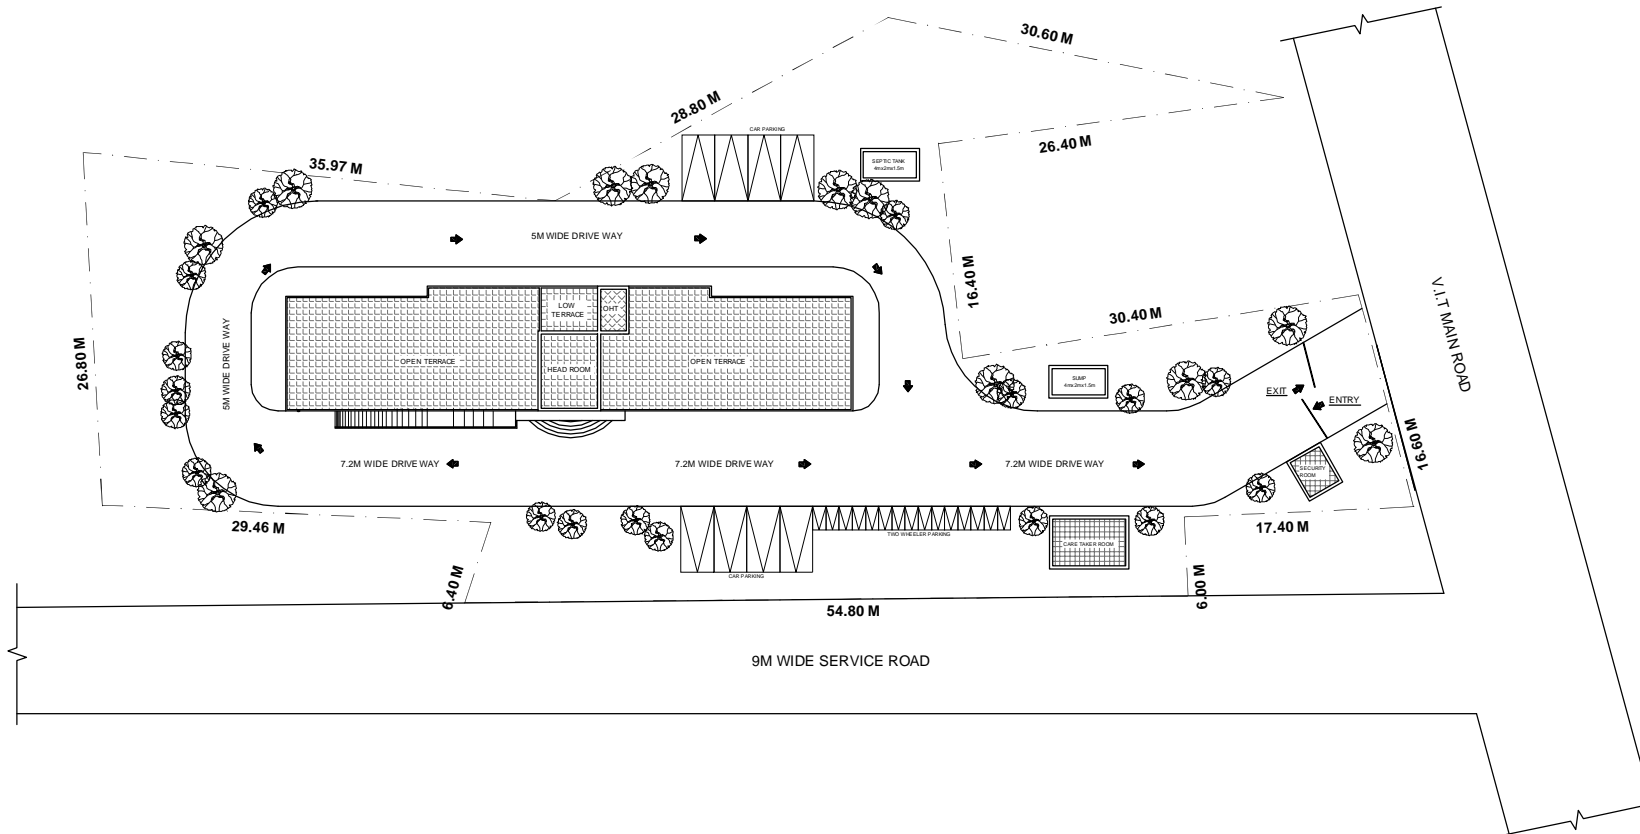 30.60 M
28.80 M
CAR PARKING
26.40 M
SEPTIC TANK
4mx2mx1.5m
35.97 M
5M WIDE DRIVE WAY
16.40 M
V.I.T MAIN ROAD
LOW
TERRACE
OHT
30.40 M
26.80 M
5M WIDE DRIVE WAY
OPEN TERRACE
HEAD ROOM
OPEN TERRACE
SUMP
4mx2mx1.5m
EXIT
ENTRY
16.60 M
7.2M WIDE DRIVE WAY
7.2M WIDE DRIVE WAY
7.2M WIDE DRIVE WAY
SECURITY
ROOM
29.46 M
17.40 M
TWO WHEELER PARKING
CARE TAKER ROOM
CAR PARKING
6.40 M
6.00 M
54.80 M
9M WIDE SERVICE ROAD